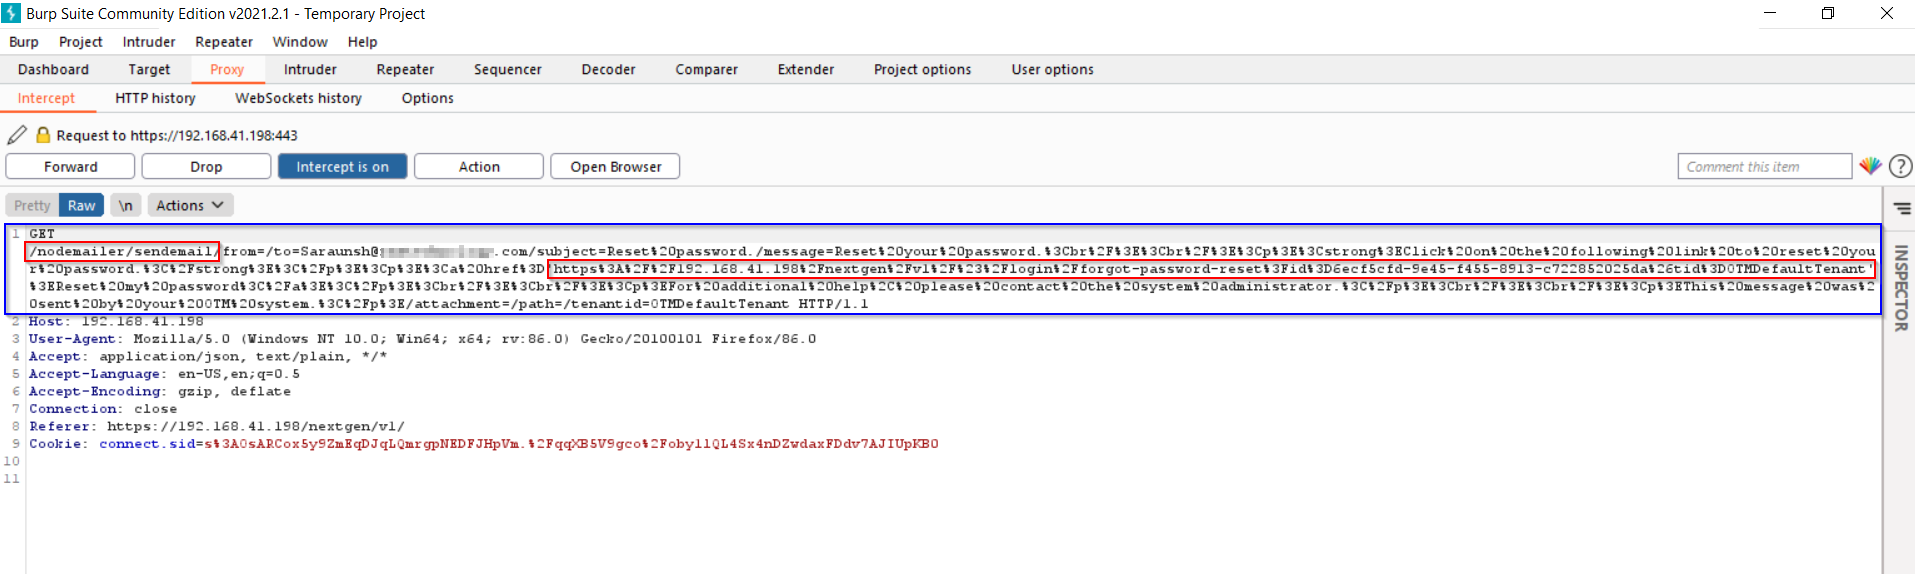 Burp Suite Community Edition v2021.2.1 - Temporary Project
Burp Project Intruder Repeater Window Help
Dashboard Target Proxy Intruder Repeater Sequencer Decoder Comparer Extender Project options User options
Intercept HTTP history WebSockets history Options
Request to https://192.168.41.198:443
Forward Drop Intercept is on Action Open Browser Comment this item ?
Pretty Raw \n Actions
INSPECTOR
1 GET
/nodemailer/sendemail/from=/to=Saraunsh@ .com/subject=Reset%20password./message=Reset%20your%20password.%3Cbr%2F%3E%3Cbr%2F%3E%3Cp%3E%3Cstrong%3EClick%20on%20the%20following%20link%20to%20reset%20you
r%20password.%3C%2Fstrong%3E%3C%2Fp%3E%3Cp%3E%3Ca%20href%3D'https%3A%2F%2F192.168.41.198%2Fnextgen%2Fv1%2F%23%2Flogin%2Fforgot-password-reset%3Fid%3D6ecf5cfd-9e45-f455-8913-c722852025da%26tid%3DOTMDefaultTenant'
%3EReset%20my%20password%3C%2Fa%3E%3C%2Fp%3E%3Cbr%2F%3E%3Cbr%2F%3E%3Cp%3EFor%20additional%20help%2C%20please%20contact%20the%20system%20administrator.%3C%2Fp%3E%3Cbr%2F%3E%3Cbr%2F%3E%3Cp%3EThis%20message%20was%2
0sent%20by%20your%20OTM%20system.%3C%2Fp%3E/attachment=/path=/tenantid=OTMDefaultTenant HTTP/1.1
2 Host: 192.168.41.198
3 User-Agent: Mozilla/5.0 (Windows NT 10.0; Win64; x64; rv:86.0) Gecko/20100101 Firefox/86.0
4 Accept: application/json, text/plain, */*
5 Accept-Language: en-US,en;q=0.5
6 Accept-Encoding: gzip, deflate
7 Connection: close
8 Referer: https://192.168.41.198/nextgen/v1/
9 Cookie: connect.sid=s%3AOsARCox5y9ZmEqDJqLQmrgpNEDFJHpVm.%2FqqXB5V9gco%2Foby11QL4Sx4nDZwdaxFDdv7AJIUpKB0
10
11